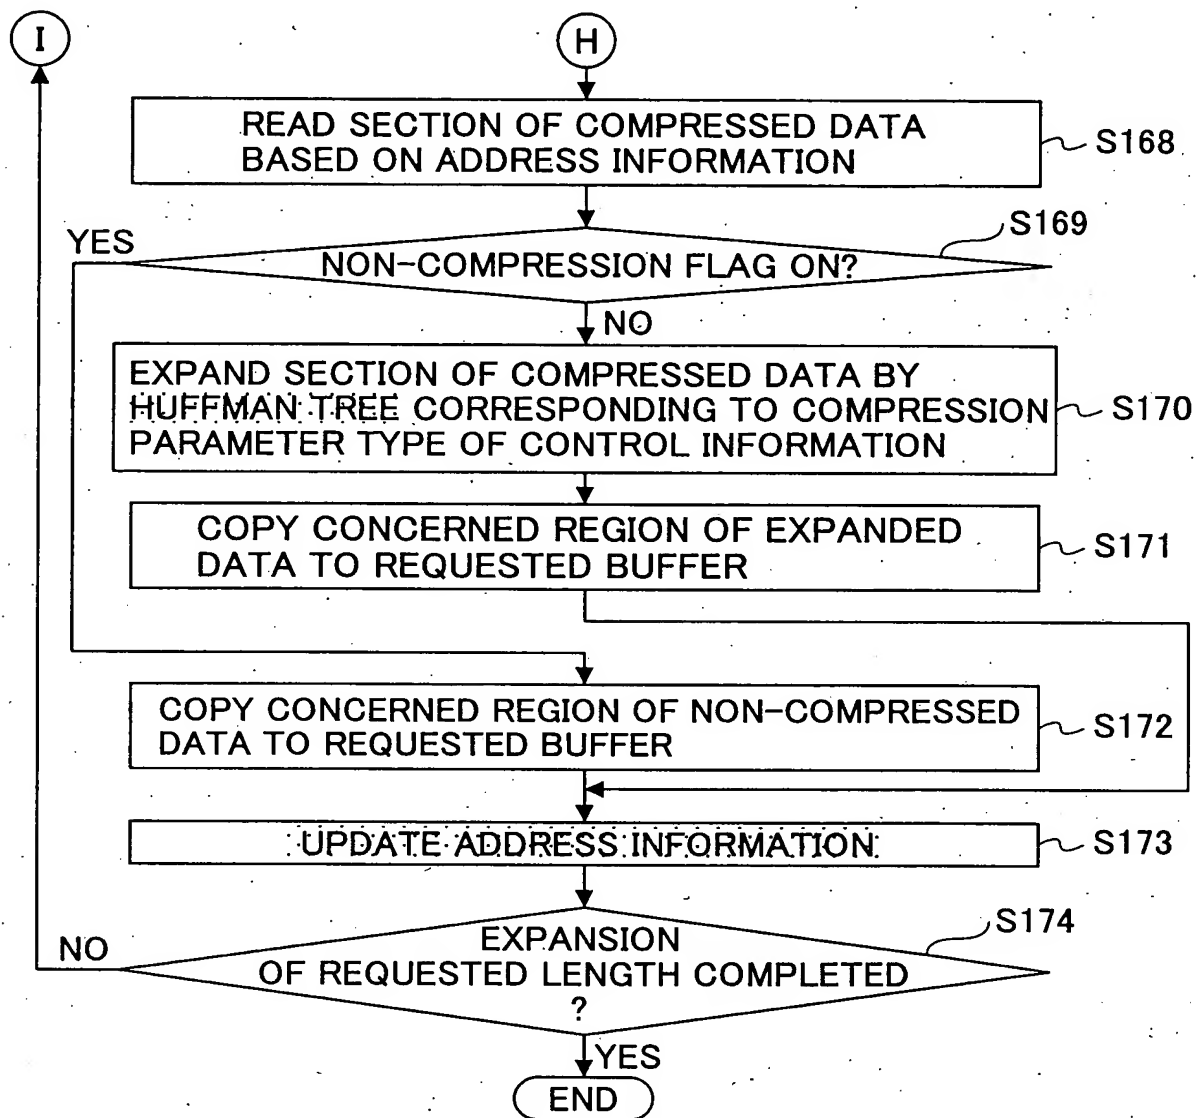 I
H
READ SECTION OF COMPRESSED DATA
BASED ON ADDRESS INFORMATION
S168
S169
YES
NON-COMPRESSION FLAG ON?
NO
EXPAND SECTION OF COMPRESSED DATA BY
HUFFMAN TREE CORRESPONDING TO COMPRESSION
PARAMETER TYPE OF CONTROL INFORMATION
S170
COPY CONCERNED REGION OF EXPANDED
DATA TO REQUESTED BUFFER
S171
COPY CONCERNED REGION OF NON-COMPRESSED
DATA TO REQUESTED BUFFER
S172
UPDATE ADDRESS INFORMATION
S173
S174
NO
EXPANSION
OF REQUESTED LENGTH COMPLETED
?
YES
END